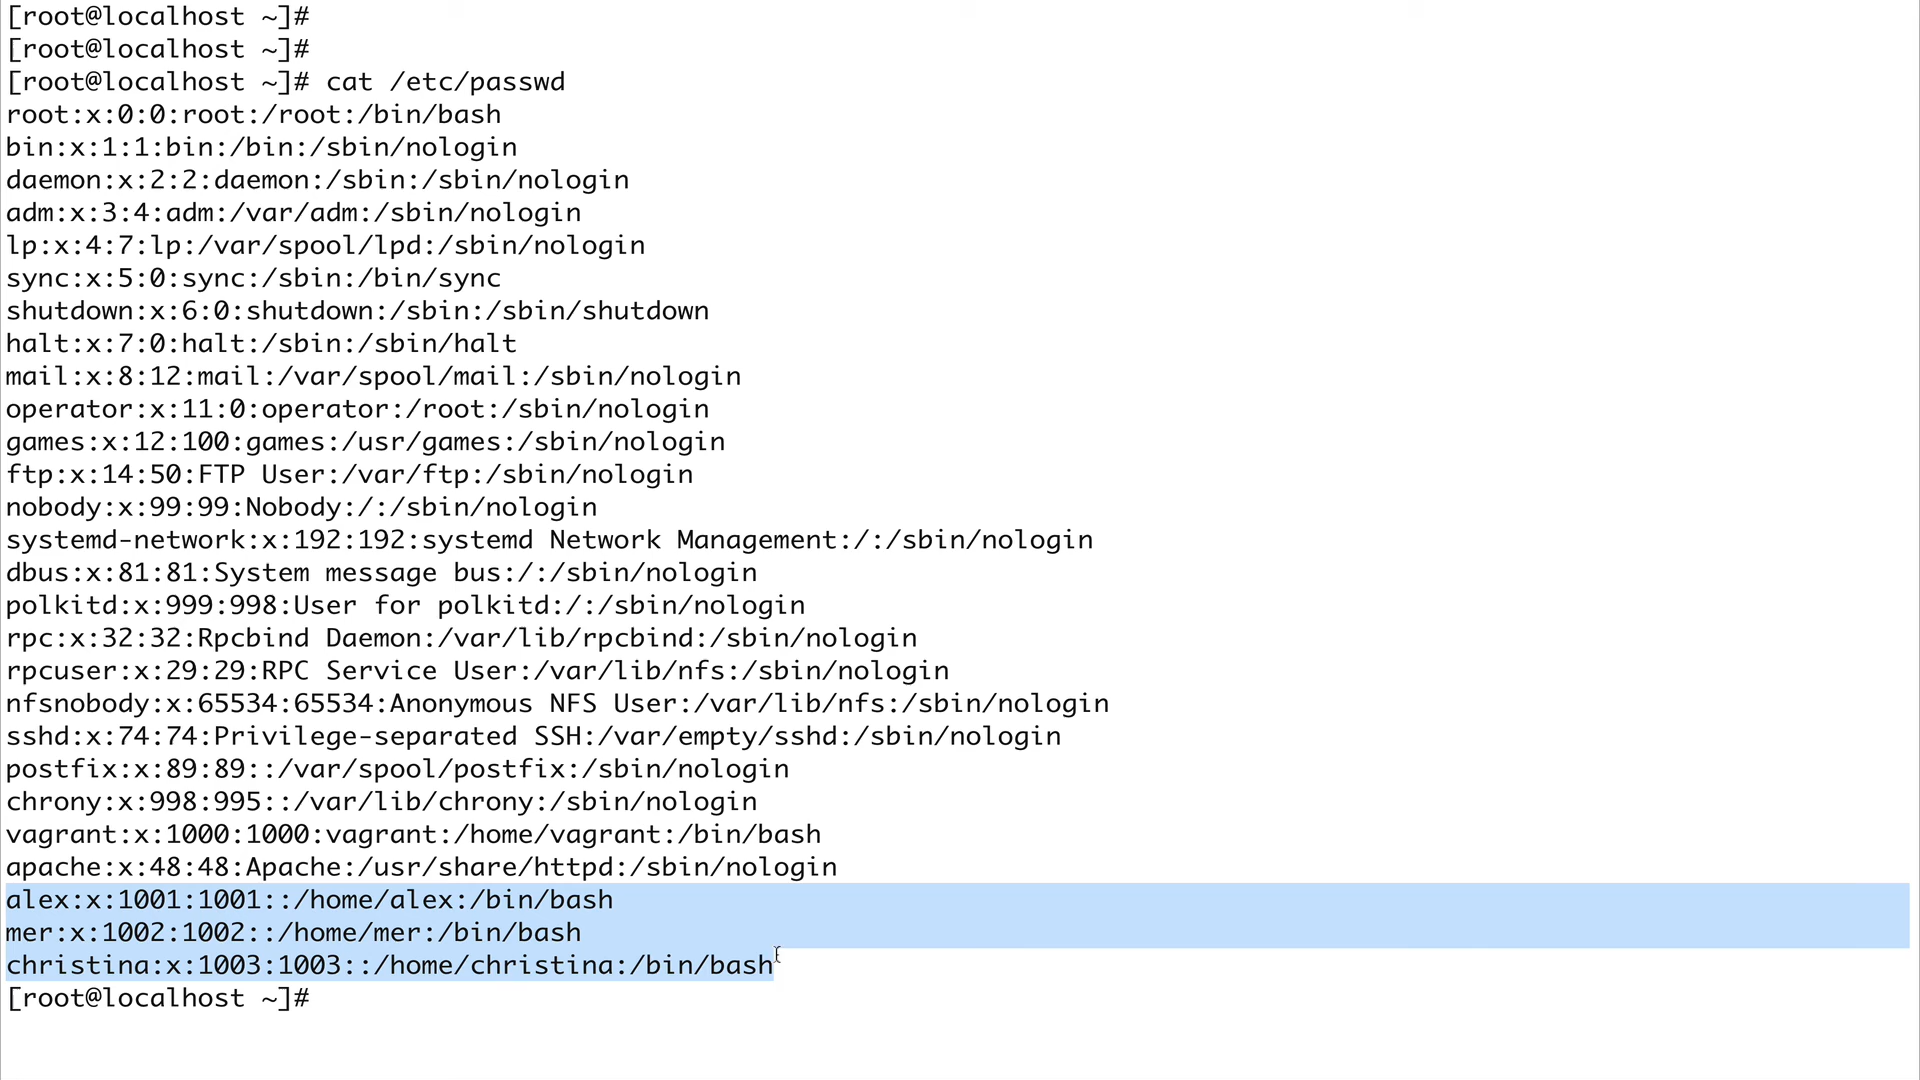 [root@localhost ~]#
[root@localhost ~]#
[root@localhost ~]# cat /etc/passwd
root:x:0:0:root:/root:/bin/bash
bin:x:1:1:bin:/bin:/sbin/nologin
daemon:x:2:2:daemon:/sbin:/sbin/nologin
adm:x:3:4:adm:/var/adm:/sbin/nologin
lp:x:4:7:lp:/var/spool/lpd:/sbin/nologin
sync:x:5:0:sync:/sbin:/bin/sync
shutdown:x:6:0:shutdown:/sbin:/sbin/shutdown
halt:x:7:0:halt:/sbin:/sbin/halt
mail:x:8:12:mail:/var/spool/mail:/sbin/nologin
operator:x:11:0:operator:/root:/sbin/nologin
games:x:12:100:games:/usr/games:/sbin/nologin
ftp:x:14:50:FTP User:/var/ftp:/sbin/nologin
nobody:x:99:99:Nobody:/:/sbin/nologin
systemd-network:x:192:192:systemd Network Management:/:/sbin/nologin
dbus:x:81:81:System message bus:/:/sbin/nologin
polkitd:x:999:998:User for polkitd:/:/sbin/nologin
rpc:x:32:32:Rpcbind Daemon:/var/lib/rpcbind:/sbin/nologin
rpcuser:x:29:29:RPC Service User:/var/lib/nfs:/sbin/nologin
nfsnobody:x:65534:65534:Anonymous NFS User:/var/lib/nfs:/sbin/nologin
sshd:x:74:74:Privilege-separated SSH:/var/empty/sshd:/sbin/nologin
postfix:x:89:89::/var/spool/postfix:/sbin/nologin
chrony:x:998:995::/var/lib/chrony:/sbin/nologin
vagrant:x:1000:1000:vagrant:/home/vagrant:/bin/bash
apache:x:48:48:Apache:/usr/share/httpd:/sbin/nologin
alex:x:1001:1001::/home/alex:/bin/bash
mer:x:1002:1002::/home/mer:/bin/bash
christina:x:1003:1003::/home/christina:/bin/bash
[root@localhost ~]#